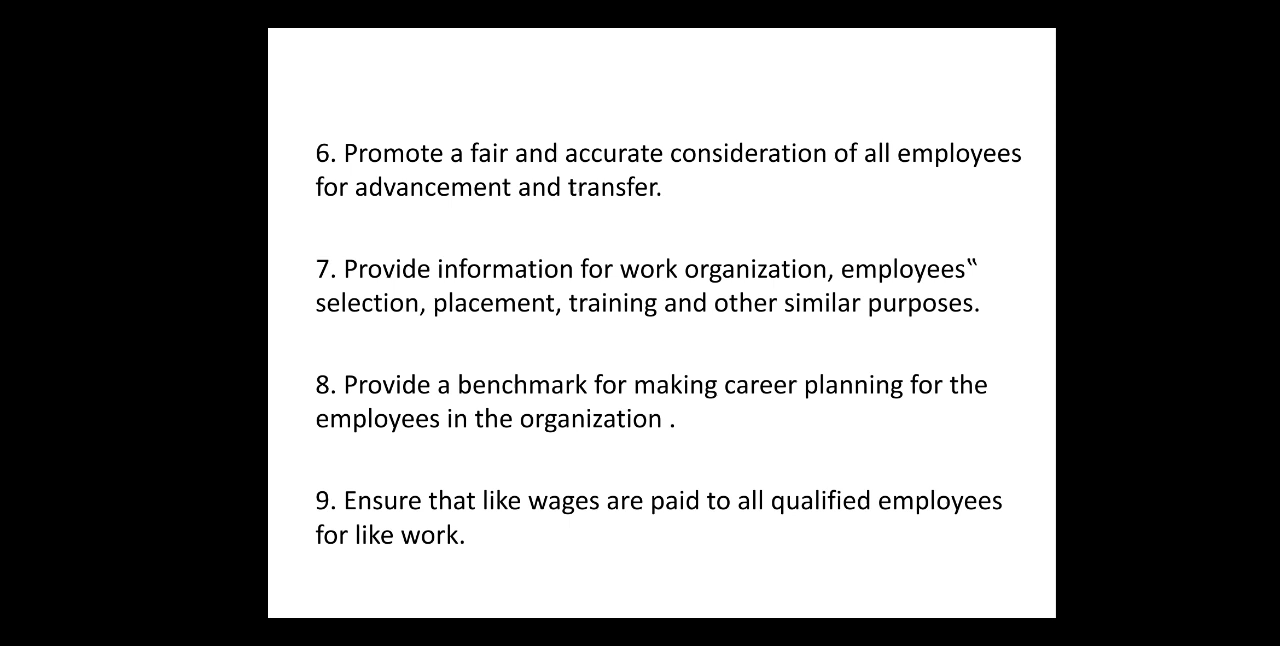 6. Promote a fair and accurate consideration of all employees
for advancement and transfer.
7. Provide information for work organization, employees‟
selection, placement, training and other similar purposes.
8. Provide a benchmark for making career planning for the
employees in the organization .
9. Ensure that like wages are paid to all qualified employees
for like work.